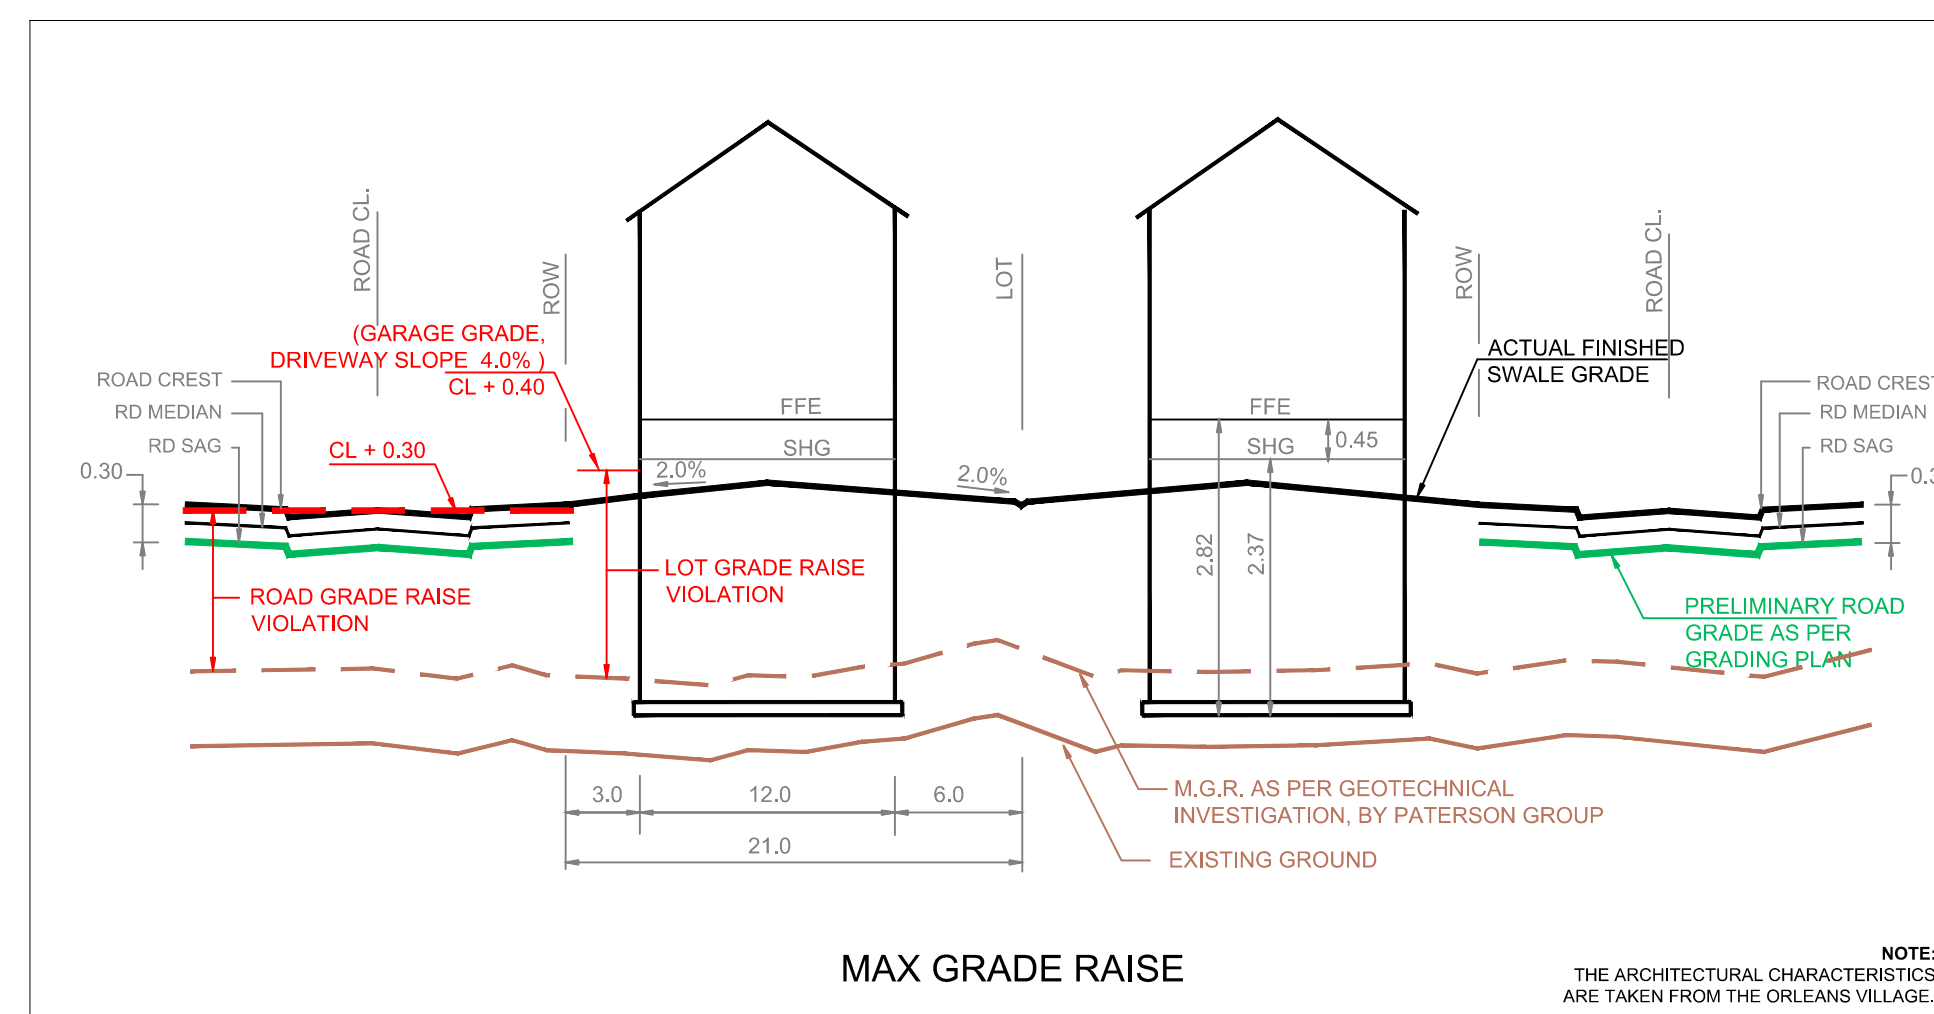 ROAD CL.
ROW
LOT
ROW
ROAD CL.
(GARAGE GRADE,
DRIVEWAY SLOPE 4.0% )
CL + 0.40
ACTUAL FINISHED
SWALE GRADE
ROAD CREST
RD MEDIAN
RD SAG
0.30
CL + 0.30
FFE
SHG
2.0%
2.0%
FFE
SHG
0.45
2.82
2.37
ROAD CREST
RD MEDIAN
RD SAG
ROAD GRADE RAISE
VIOLATION
LOT GRADE RAISE
VIOLATION
PRELIMINARY ROAD
GRADE AS PER
GRADING PLAN
3.0
12.0
6.0
21.0
M.G.R. AS PER GEOTECHNICAL
INVESTIGATION, BY PATERSON GROUP
EXISTING GROUND
MAX GRADE RAISE
NOTE:
THE ARCHITECTURAL CHARACTERISTICS
ARE TAKEN FROM THE ORLEANS VILLAGE.